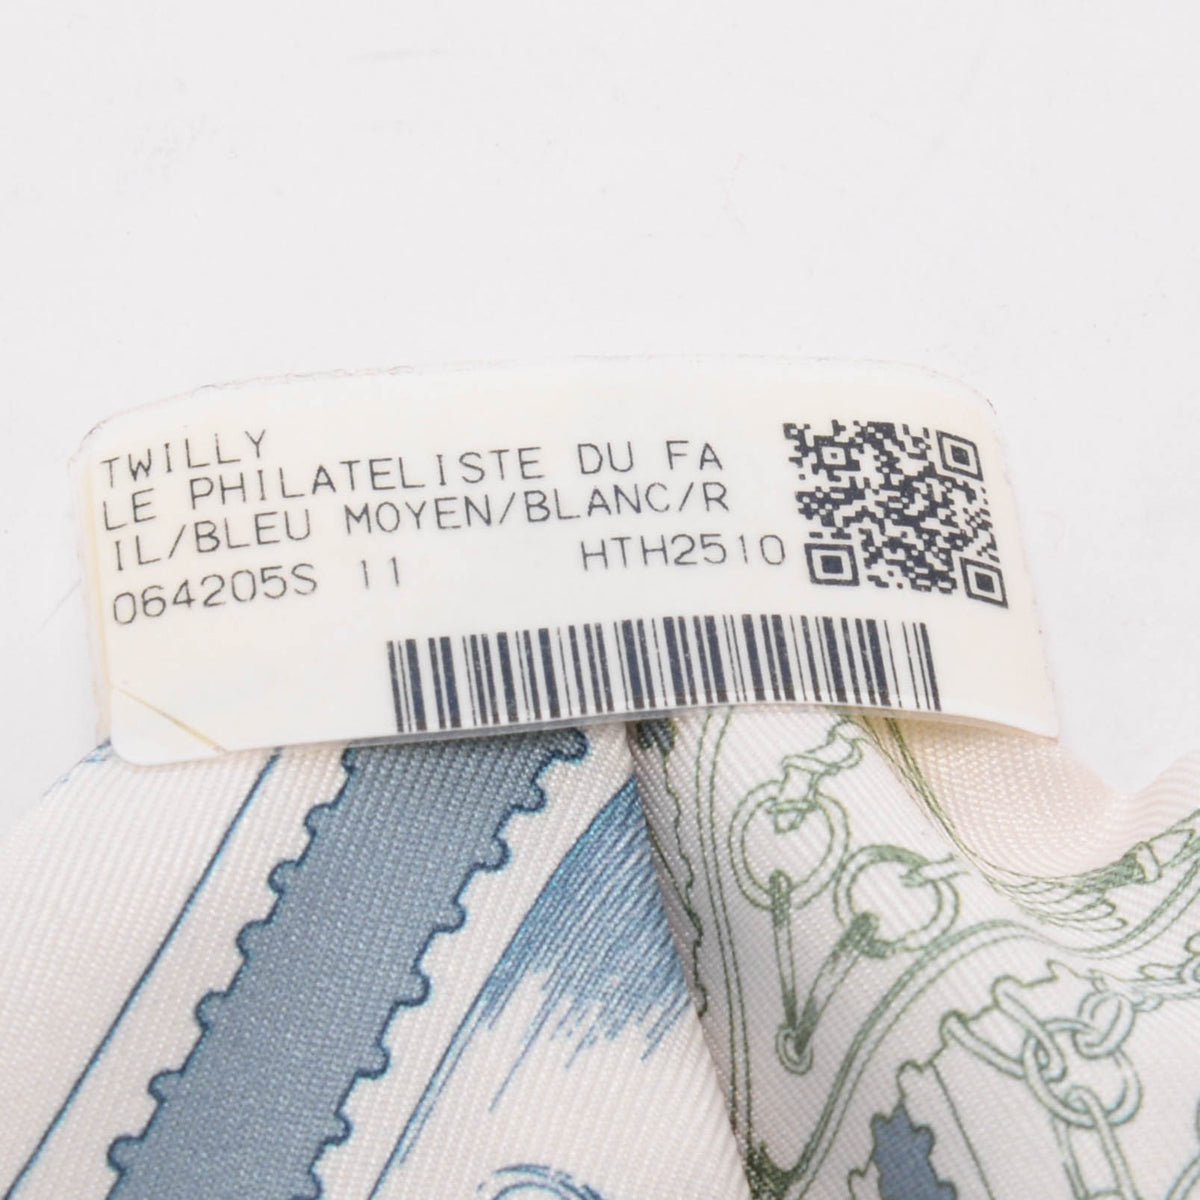 TWILLY
LE PHILATELISTE DU FA
IL/BLEU MOYEN/BLANC/R
064205S 11 HTH2510